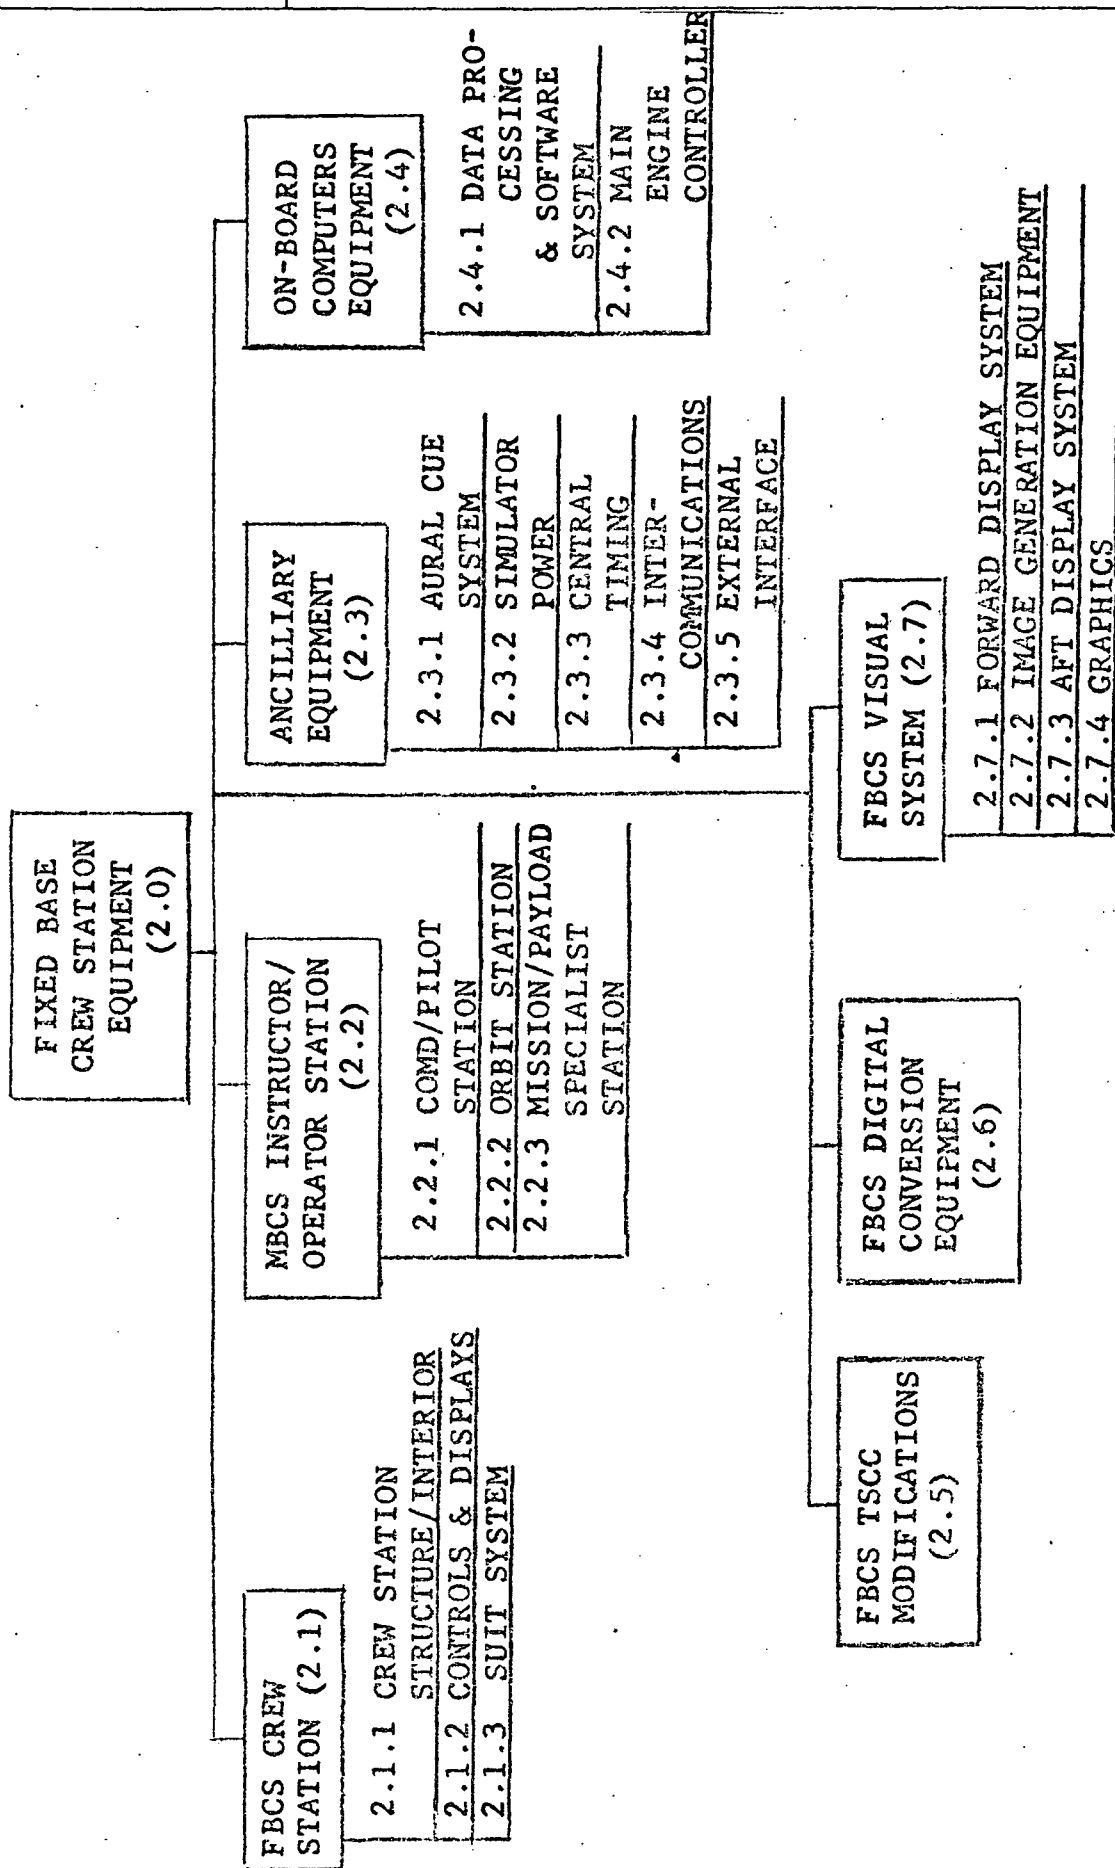 FIXED BASE
CREW STATION
EQUIPMENT
(2.0)
FBCS CREW
STATION (2.1)
2.1.1 CREW STATION
STRUCTURE/INTERIOR
2.1.2 CONTROLS & DISPLAYS
2.1.3 SUIT SYSTEM
MBCS INSTRUCTOR/
OPERATOR STATION
(2.2)
2.2.1 COMD/PILOT
STATION
2.2.2 ORBIT STATION
2.2.3 MISSION/PAYLOAD
SPECIALIST
STATION
ANCILLIARY
EQUIPMENT
(2.3)
2.3.1 AURAL CUE
SYSTEM
2.3.2 SIMULATOR
POWER
2.3.3 CENTRAL
TIMING
2.3.4 INTER-
COMMUNICATIONS
2.3.5 EXTERNAL
INTERFACE
ON-BOARD
COMPUTERS
EQUIPMENT
(2.4)
2.4.1 DATA PRO-
CESSING
& SOFTWARE
SYSTEM
2.4.2 MAIN
ENGINE
CONTROLLER
FBCS TSCC
MODIFICATIONS
(2.5)
FBCS DIGITAL
CONVERSION
EQUIPMENT
(2.6)
FBCS VISUAL
SYSTEM (2.7)
2.7.1 FORWARD DISPLAY SYSTEM
2.7.2 IMAGE GENERATION EQUIPMENT
2.7.3 AFT DISPLAY SYSTEM
2.7.4 GRAPHICS